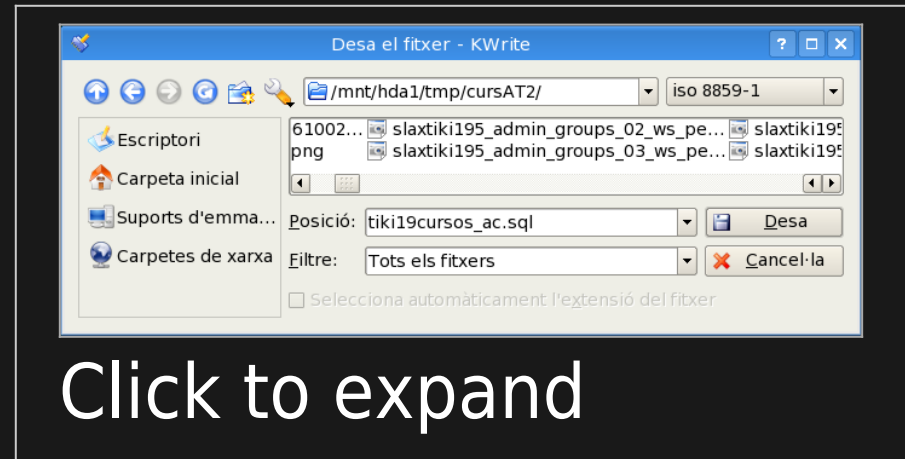 Desa el fitxer - KWrite
/mnt/hda1/tmp/cursAT2/ iso 8859-1
Escriptori
Carpeta inicial
Suports d'emma...
Carpetes de xarxa
61002... slaxtiki195_admin_groups_02_ws_pe... slaxtiki195
png slaxtiki195_admin_groups_03_ws_pe... slaxtiki195
Posició: tiki19cursos_ac.sql Desa
Filtre: Tots els fitxers Cancel·la
Selecciona automàticament l'extensió del fitxer
Click to expand